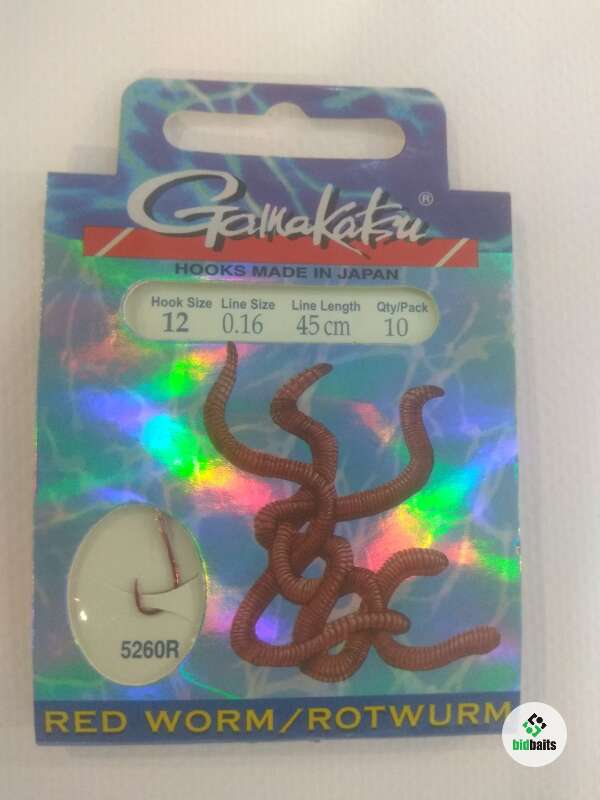 Gamakatsu®
HOOKS MADE IN JAPAN
Hook Size Line Size Line Length Qty/Pack
12 0.16 45 cm 10
5260R
RED WORM/ROTWURM
bidbaits